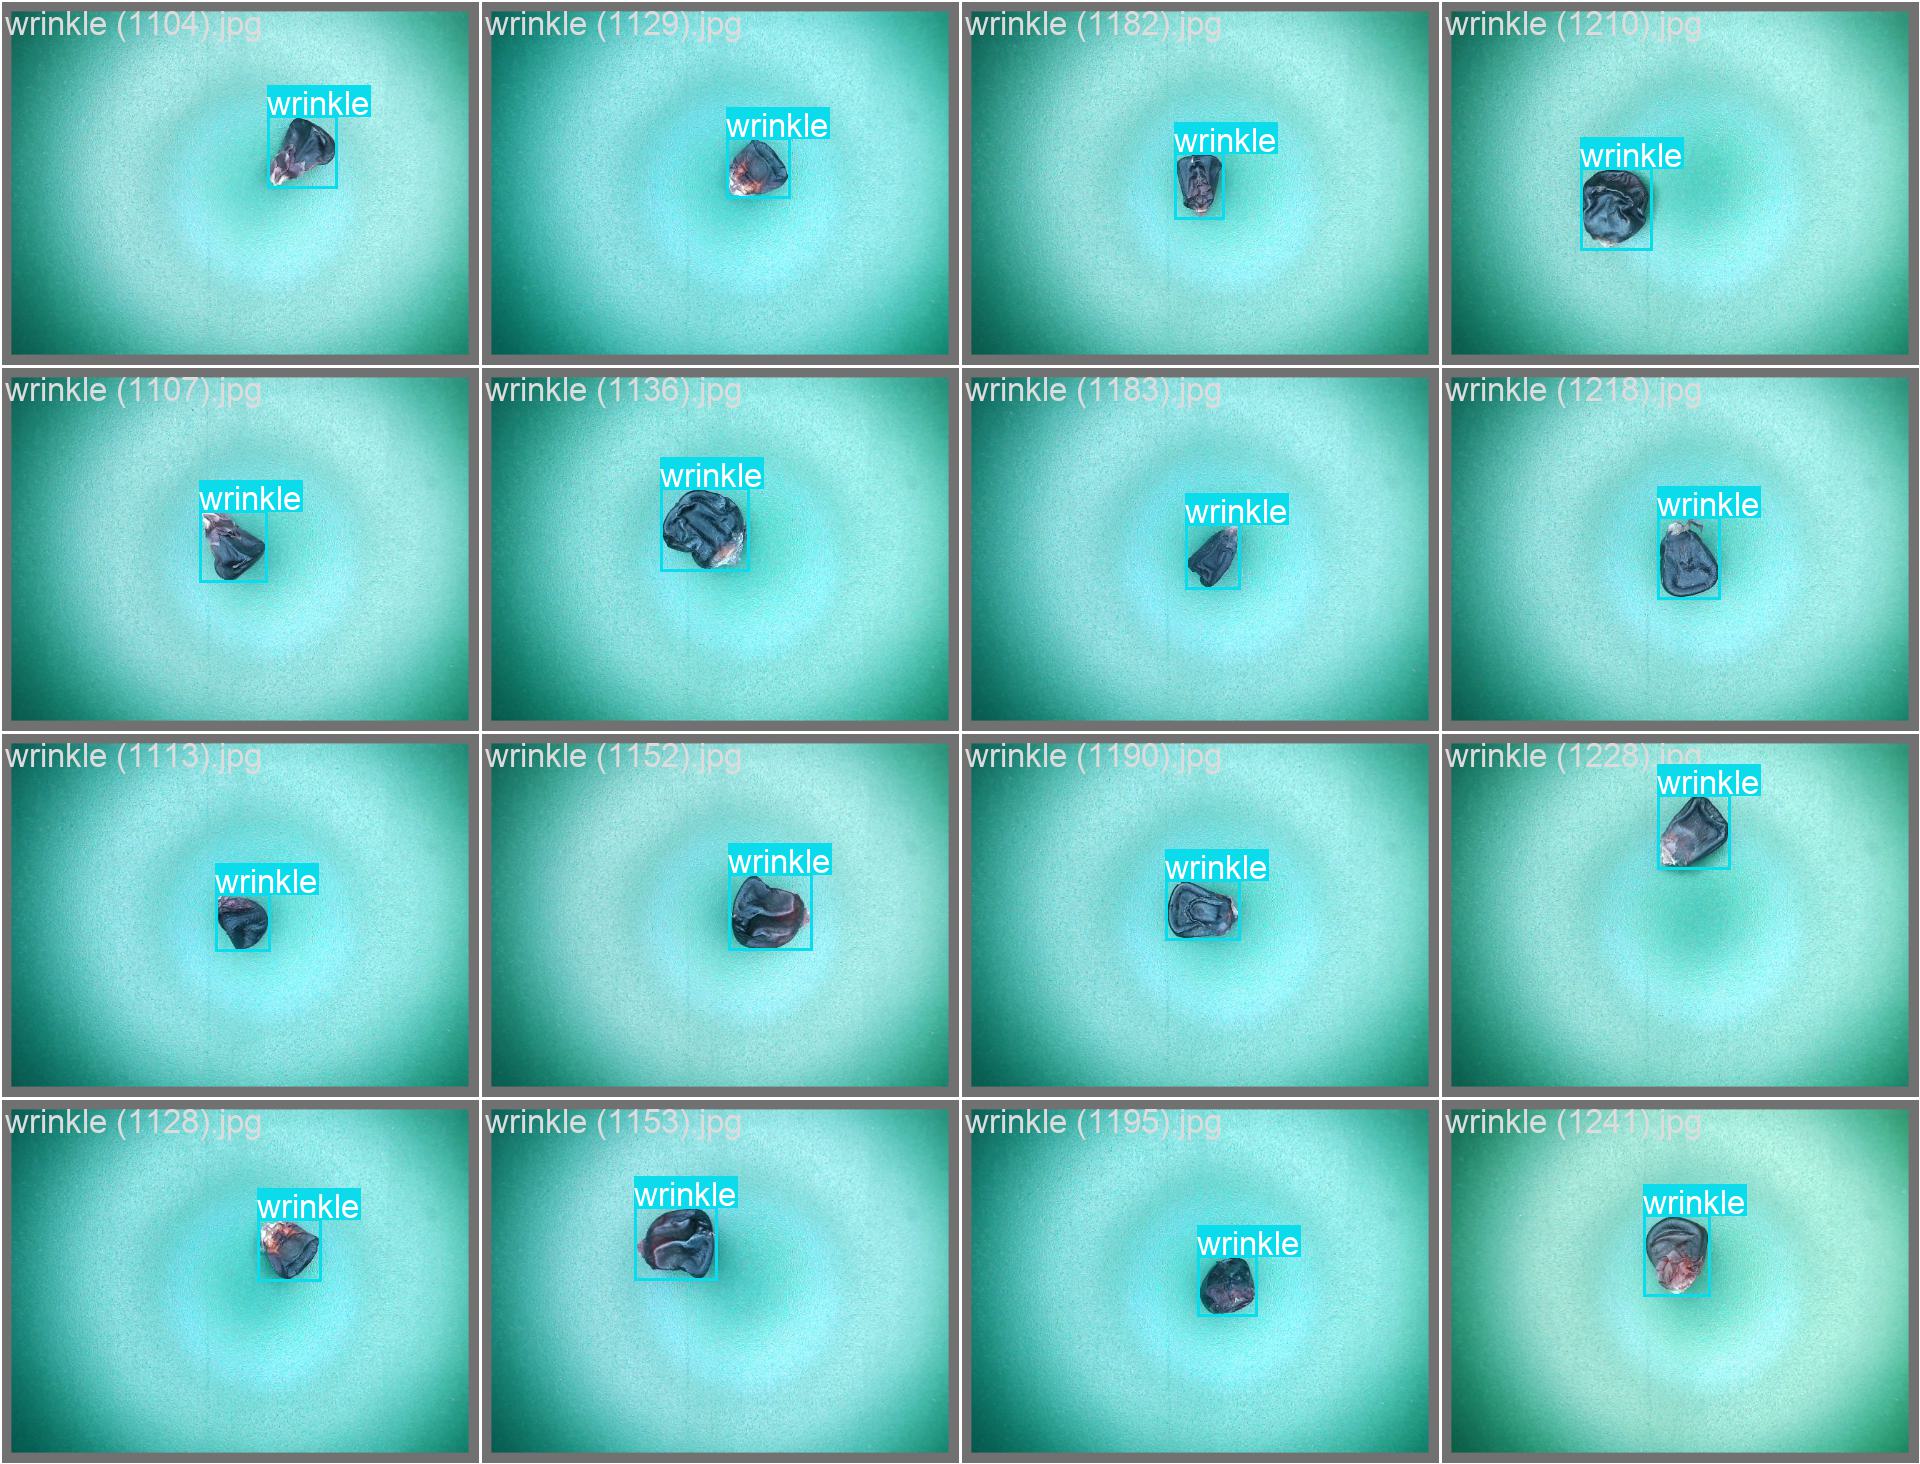 wrinkle (1104).jpg
wrinkle
wrinkle (1129).jpg
wrinkle
wrinkle (1182).jpg
wrinkle
wrinkle (1210).jpg
wrinkle
wrinkle (1107).jpg
wrinkle
wrinkle (1136).jpg
wrinkle
wrinkle (1183).jpg
wrinkle
wrinkle (1218).jpg
wrinkle
wrinkle (1113).jpg
wrinkle
wrinkle (1152).jpg
wrinkle
wrinkle (1190).jpg
wrinkle
wrinkle (1228).jpg
wrinkle
wrinkle (1128).jpg
wrinkle
wrinkle (1153).jpg
wrinkle
wrinkle (1195).jpg
wrinkle
wrinkle (1241).jpg
wrinkle